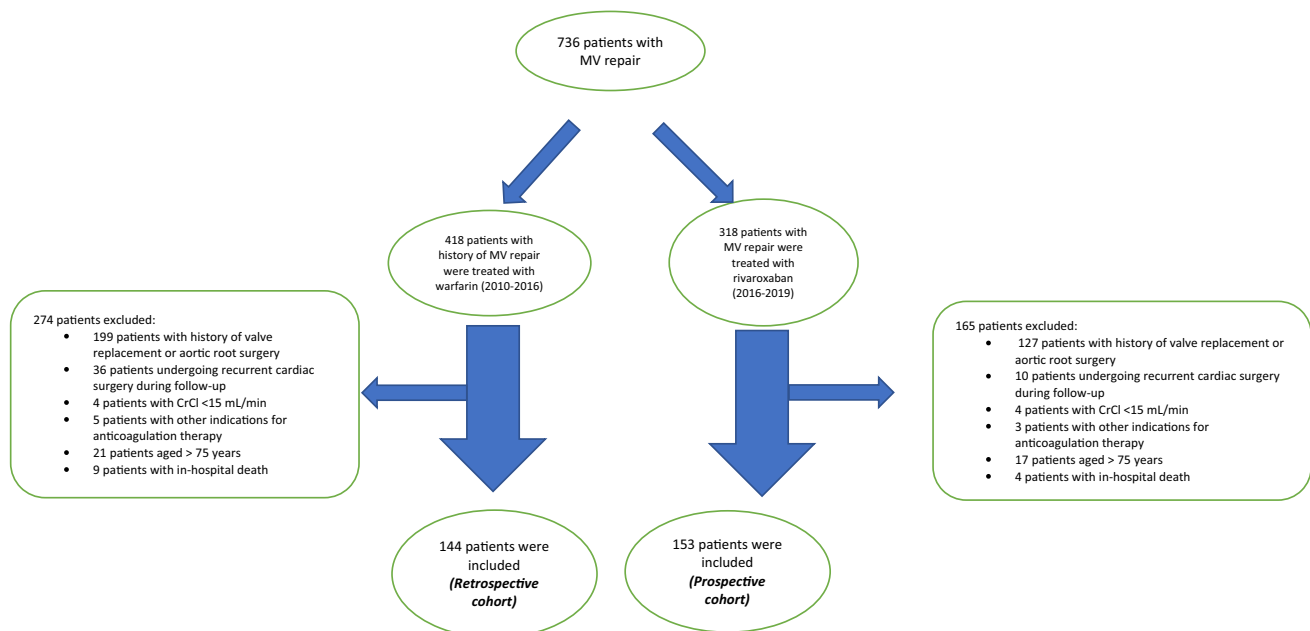 736 patients with
MV repair
418 patients with
history of MV repair
were treated with
warfarin (2010-2016)
318 patients with
MV repair were
treated with
rivaroxaban
(2016-2019)
274 patients excluded:
• 199 patients with history of valve
replacement or aortic root surgery
• 36 patients undergoing recurrent cardiac
surgery during follow-up
• 4 patients with CrCl <15 mL/min
• 5 patients with other indications for
anticoagulation therapy
• 21 patients aged > 75 years
• 9 patients with in-hospital death
165 patients excluded:
• 127 patients with history of valve replacement or
aortic root surgery
• 10 patients undergoing recurrent cardiac surgery
during follow-up
• 4 patients with CrCl <15 mL/min
• 3 patients with other indications for
anticoagulation therapy
• 17 patients aged > 75 years
• 4 patients with in-hospital death
144 patients were
included
(Retrospective
cohort)
153 patients were
included
(Prospective
cohort)